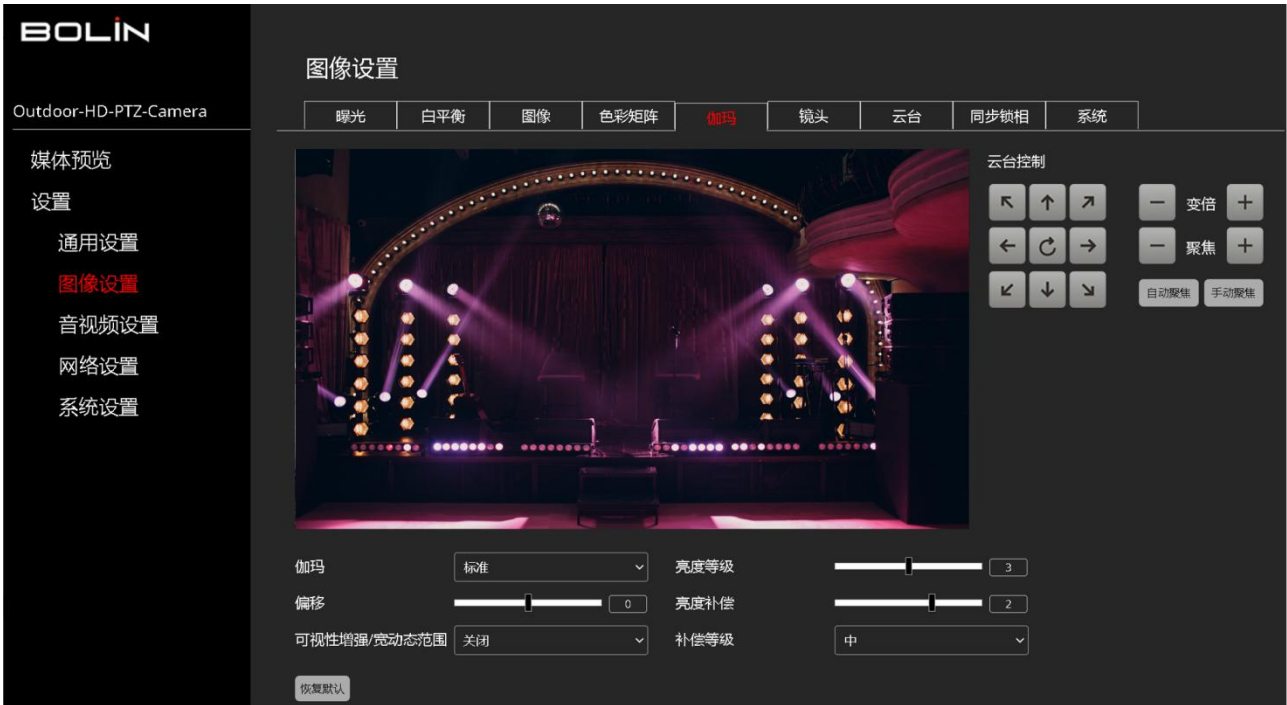 BOLIN
Outdoor-HD-PTZ-Camera
媒体预览
设置
通用设置
图像设置
音视频设置
网络设置
系统设置
图像设置
曝光 白平衡 图像 色彩矩阵 伽玛 镜头 云台 同步锁相 系统
云台控制
变倍
聚焦
自动聚焦 手动聚焦
伽玛 标准 亮度等级 3
偏移 0 亮度补偿 2
可视性增强/宽动态范围 关闭 补偿等级 中
恢复默认